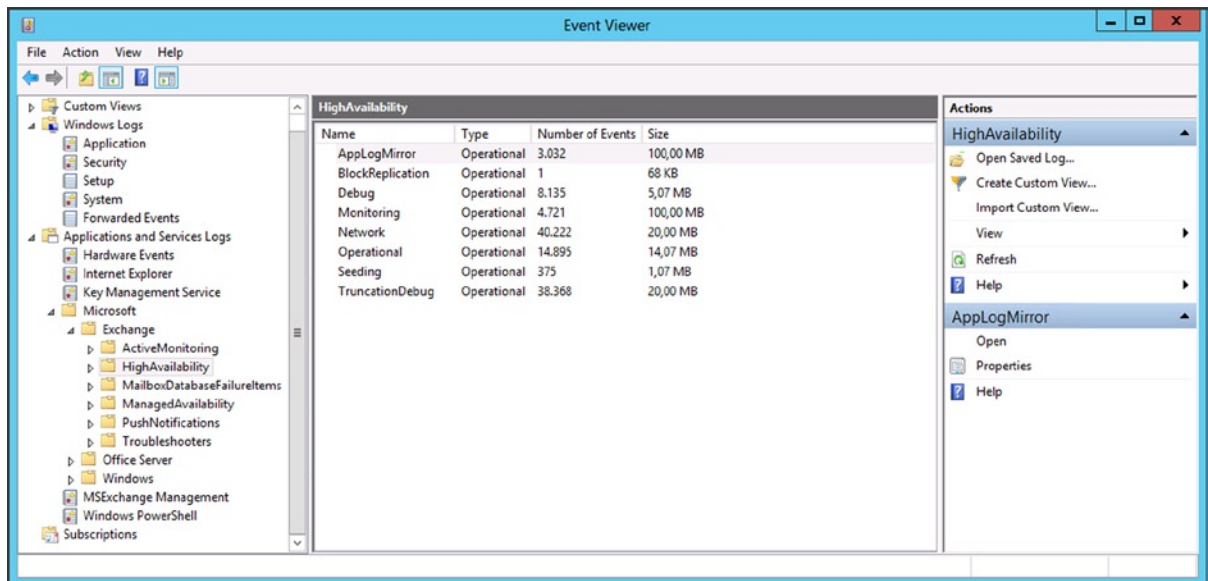 Event Viewer
File Action View Help
Custom Views
Windows Logs
Application
Security
Setup
System
Forwarded Events
Applications and Services Logs
Hardware Events
Internet Explorer
Key Management Service
Microsoft
Exchange
ActiveMonitoring
HighAvailability
MailboxDatabaseFailureItems
ManagedAvailability
PushNotifications
Troubleshooters
Office Server
Windows
MSExchange Management
Windows PowerShell
Subscriptions
HighAvailability
Name Type Number of Events Size
AppLogMirror Operational 3.032 100,00 MB
BlockReplication Operational 1 68 KB
Debug Operational 8.135 5,07 MB
Monitoring Operational 4.721 100,00 MB
Network Operational 40.222 20,00 MB
Operational Operational 14.895 14,07 MB
Seeding Operational 375 1,07 MB
TruncationDebug Operational 38.368 20,00 MB
Actions
HighAvailability
Open Saved Log...
Create Custom View...
Import Custom View...
View
Refresh
Help
AppLogMirror
Open
Properties
Help